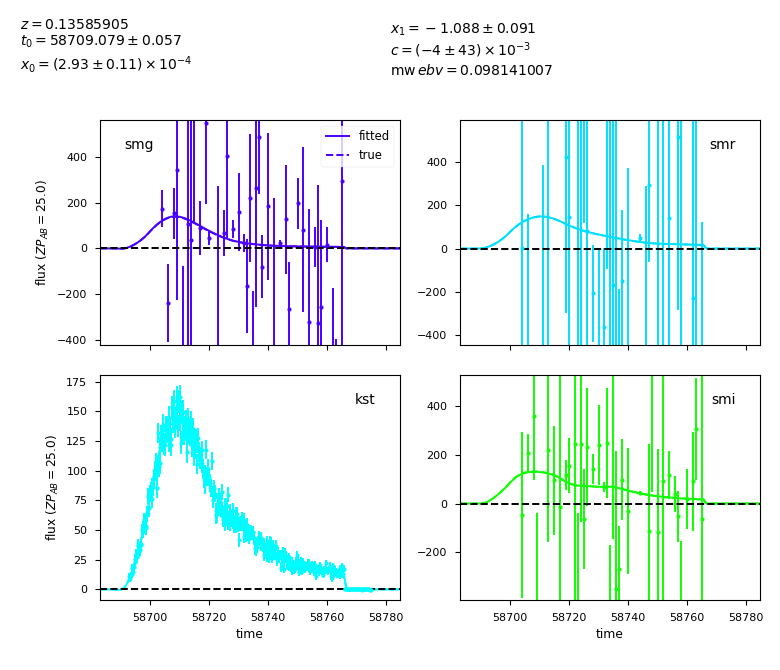 z = 0.13585905
t₀ = 58709.079 ± 0.057
x₀ = (2.93 ± 0.11) × 10⁻⁴
x₁ = −1.088 ± 0.091
c = (−4 ± 43) × 10⁻³
mw ebv = 0.098141007
smg
fitted
true
400
200
0
−200
−400
flux (ZP_AB = 25.0)
smr
400
200
0
−200
−400
kst
175
150
125
100
75
50
25
0
flux (ZP_AB = 25.0)
58700 58720 58740 58760 58780
time
smi
400
200
0
−200
58700 58720 58740 58760 58780
time